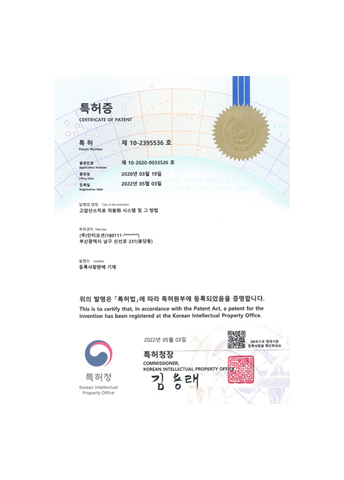 특허증
CERTIFICATE OF PATENT
특 허 제 10-2395536 호
Patent Number
출원번호 제 10-2020-0033520 호
Application Number
출원일 2020년 03월 19일
Filing Date
등록일 2022년 05월 03일
Registration Date
발명의 명칭 Title of the Invention
고압산소치료 자동화 시스템 및 그 방법
특허권자 Patentee
(주)인터오션(180111-*******)
부산광역시 남구 신선로 231(용당동)
발명자 Inventor
등록사항란에 기재
위의 발명은 「특허법」에 따라 특허원부에 등록되었음을 증명합니다.
This is to certify that, in accordance with the Patent Act, a patent for the
invention has been registered at the Korean Intellectual Property Office.
2022년 05월 03일
QR코드로 현재기준
등록사항을 확인하세요
특허청장
COMMISSIONER,
KOREAN INTELLECTUAL PROPERTY OFFICE
김용래
특허청
Korean Intellectual
Property Office